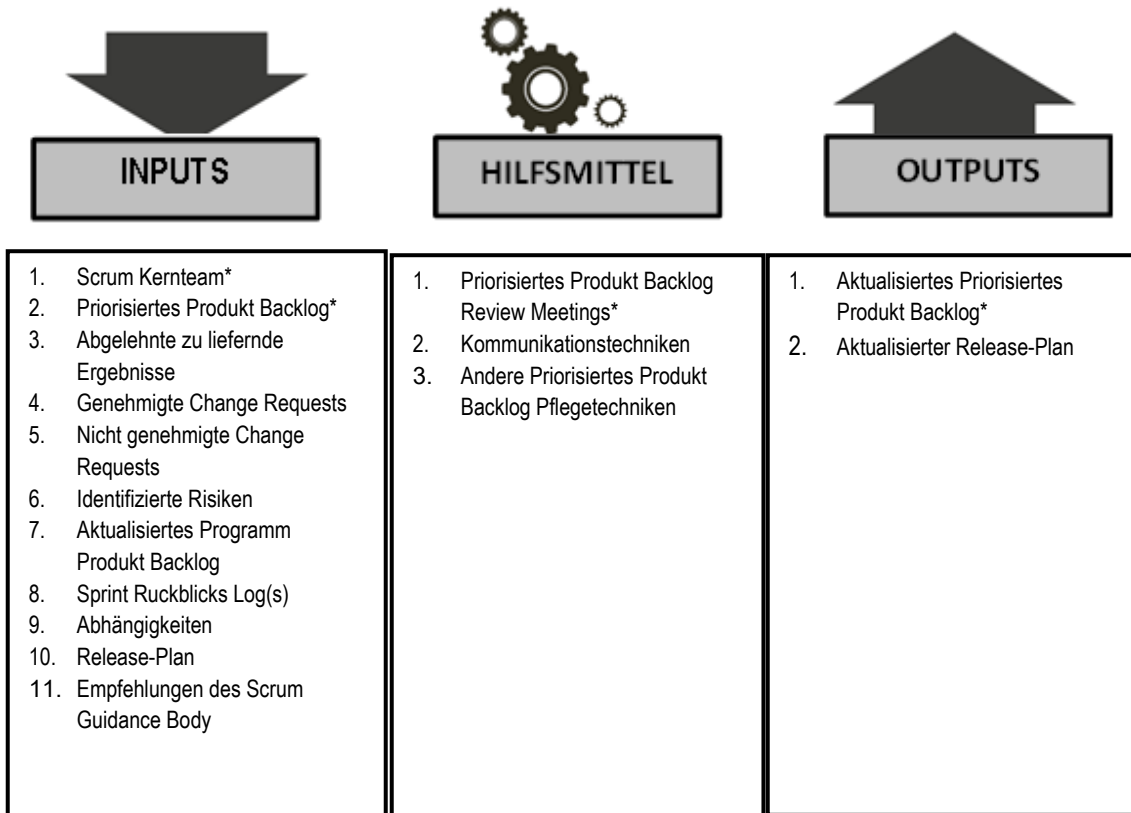 INPUTS
HILFSMITTEL
OUTPUTS
1. Scrum Kernteam*
2. Priorisiertes Produkt Backlog*
3. Abgelehnte zu liefernde
Ergebnisse
4. Genehmigte Change Requests
5. Nicht genehmigte Change
Requests
6. Identifizierte Risiken
7. Aktualisiertes Programm
Produkt Backlog
8. Sprint Ruckblicks Log(s)
9. Abhängigkeiten
10. Release-Plan
11. Empfehlungen des Scrum
Guidance Body
1. Priorisiertes Produkt Backlog
Review Meetings*
2. Kommunikationstechniken
3. Andere Priorisiertes Produkt
Backlog Pflegetechniken
1. Aktualisiertes Priorisiertes
Produkt Backlog*
2. Aktualisierter Release-Plan